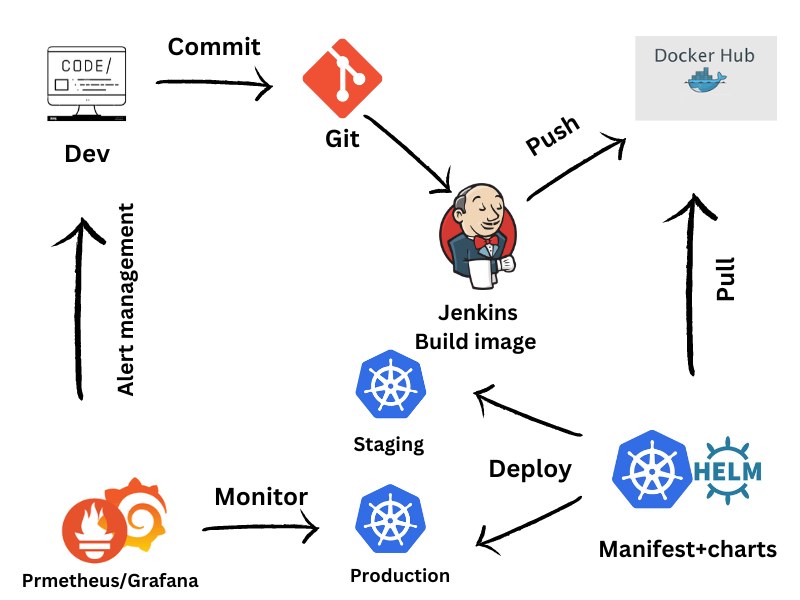 Commit
CODE/
Docker Hub
Dev
Git
Push
Alert management
Pull
Jenkins
Build image
Staging
Deploy
HELM
Monitor
Manifest+charts
Prmetheus/Grafana
Production